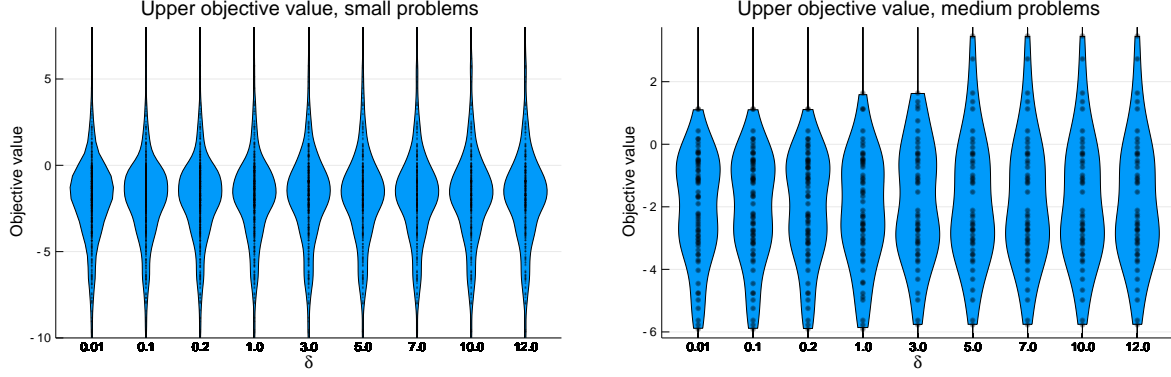 Upper objective value, small problems
Objective value
5
0
-5
-10
0.01 0.1 0.2 1.0 3.0 5.0 7.0 10.0 12.0
δ
Upper objective value, medium problems
Objective value
2
0
-2
-4
-6
0.01 0.1 0.2 1.0 3.0 5.0 7.0 10.0 12.0
δ